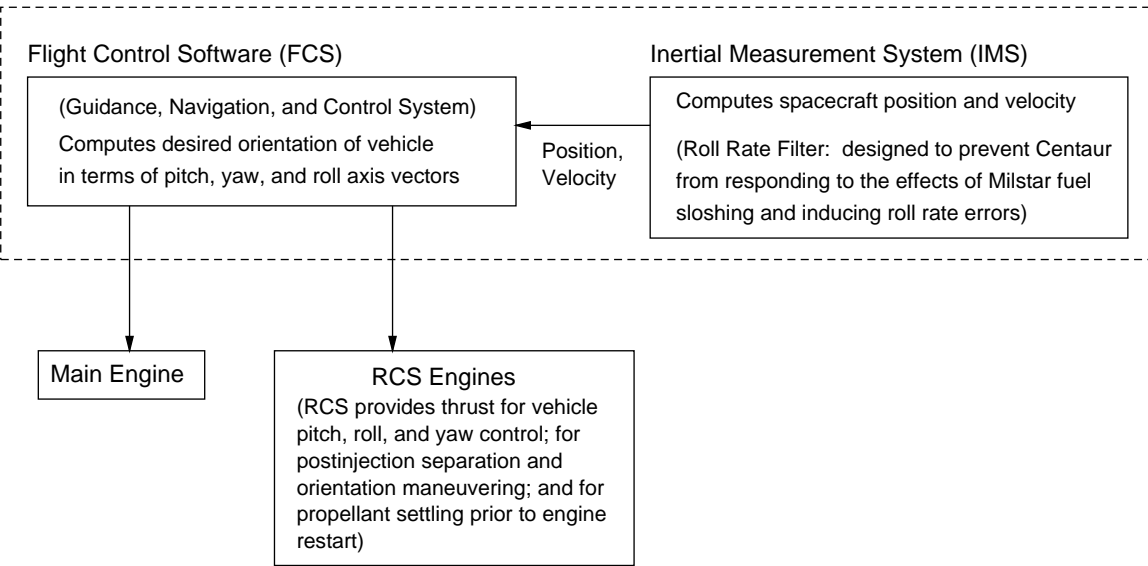 Flight Control Software (FCS)
(Guidance, Navigation, and Control System)
Computes desired orientation of vehicle
in terms of pitch, yaw, and roll axis vectors
Position,
Velocity
Inertial Measurement System (IMS)
Computes spacecraft position and velocity
(Roll Rate Filter:  designed to prevent Centaur
from responding to the effects of Milstar fuel
sloshing and inducing roll rate errors)
Main Engine
RCS Engines
(RCS provides thrust for vehicle
pitch, roll, and yaw control; for
postinjection separation and
orientation maneuvering; and for
propellant settling prior to engine
restart)